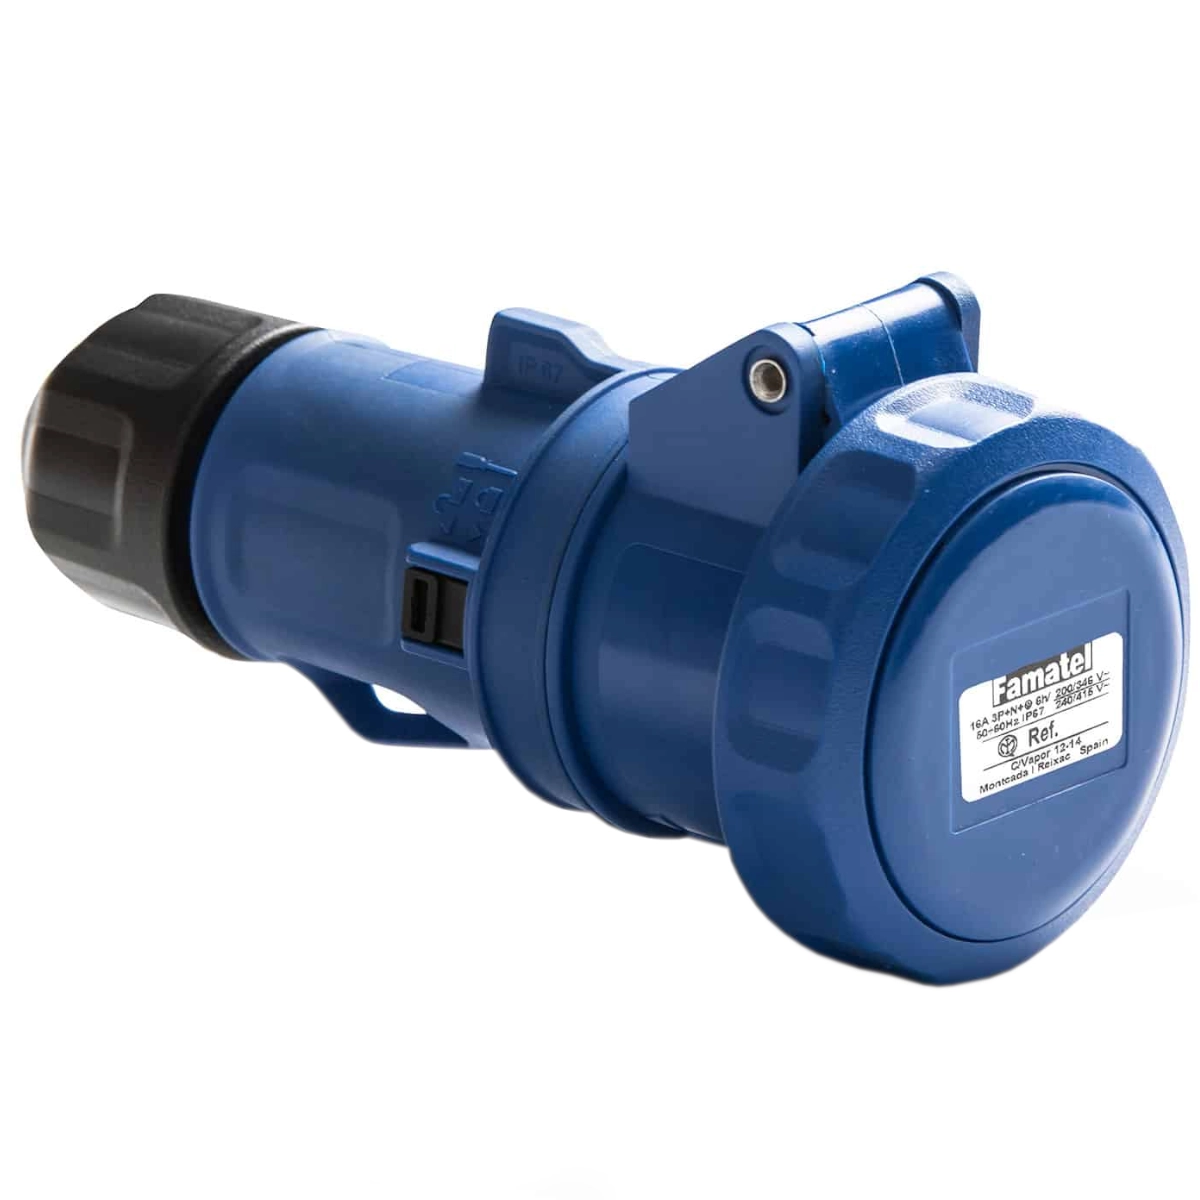 IP 67
Famatel
16A 3P+N+⏚ 6h/ 200/346 V~
240/415 V~
50-60Hz IP67
Ref.
C/Vapor 12-14
Montcada I Reixac Spain